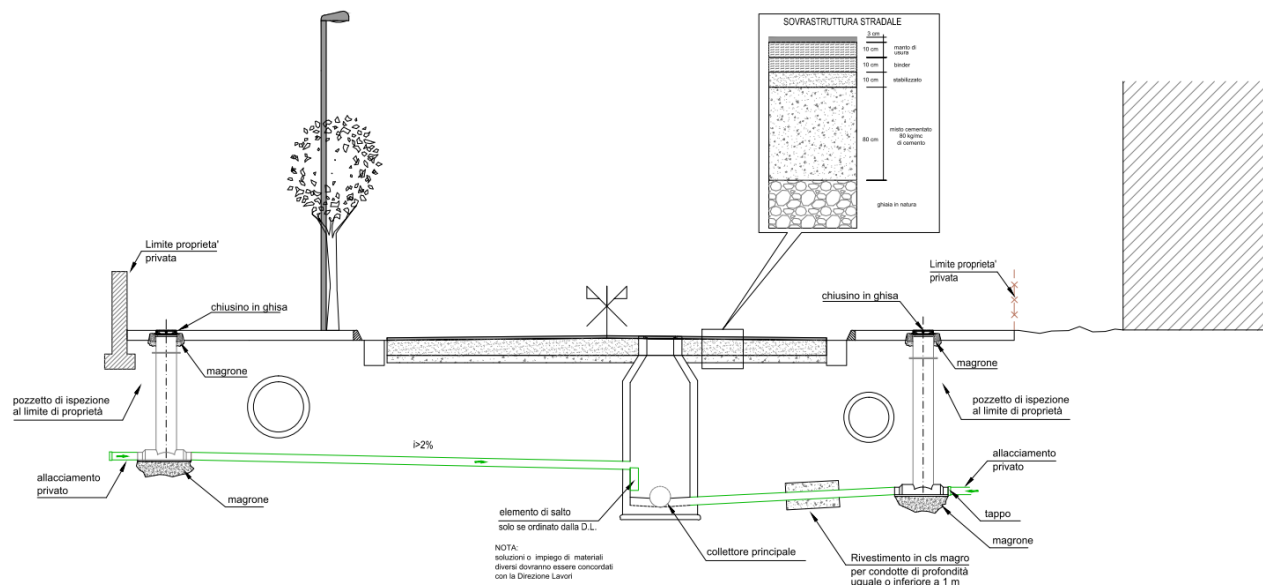 SOVRASTRUTTURA STRADALE
3 cm
10 cm
manto di
usura
10 cm
binder
10 cm
stabilizzato
80 cm
misto cementato
80 kg/mc
di cemento
ghiaia in natura
Limite proprieta'
privata
chiusino in ghisa
magrone
pozzetto di ispezione
al limite di proprietà
i>2%
allacciamento
privato
magrone
elemento di salto
solo se ordinato dalla D.L.
NOTA:
soluzioni o impiego di materiali
diversi dovranno essere concordati
con la Direzione Lavori
collettore principale
Rivestimento in cls magro
per condotte di profondità
uguale o inferiore a 1 m
Limite proprieta'
privata
chiusino in ghisa
magrone
pozzetto di ispezione
al limite di proprietà
allacciamento
privato
tappo
magrone